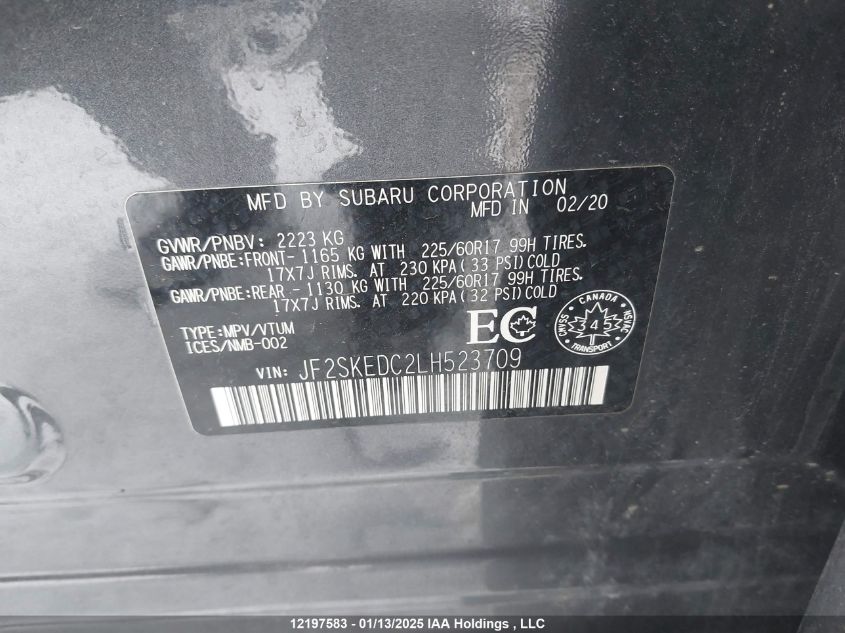 MFD BY SUBARU CORPORATION
MFD IN 02/20
GVWR/PNBV: 2223 KG
GAWR/PNBE:FRONT- 1165 KG WITH 225/60R17 99H TIRES.
17X7J RIMS. AT 230 KPA(33 PSI)COLD
GAWR/PNBE:REAR - 1130 KG WITH 225/60R17 99H TIRES.
17X7J RIMS. AT 220 KPA(32 PSI)COLD
TYPE:MPV/VTUM
ICES/NMB-002
EC
CANADA
CMVSS 345 NSVAC
TRANSPORT
VIN: JF2SKEDC2LH523709
12197583 - 01/13/2025 IAA Holdings , LLC